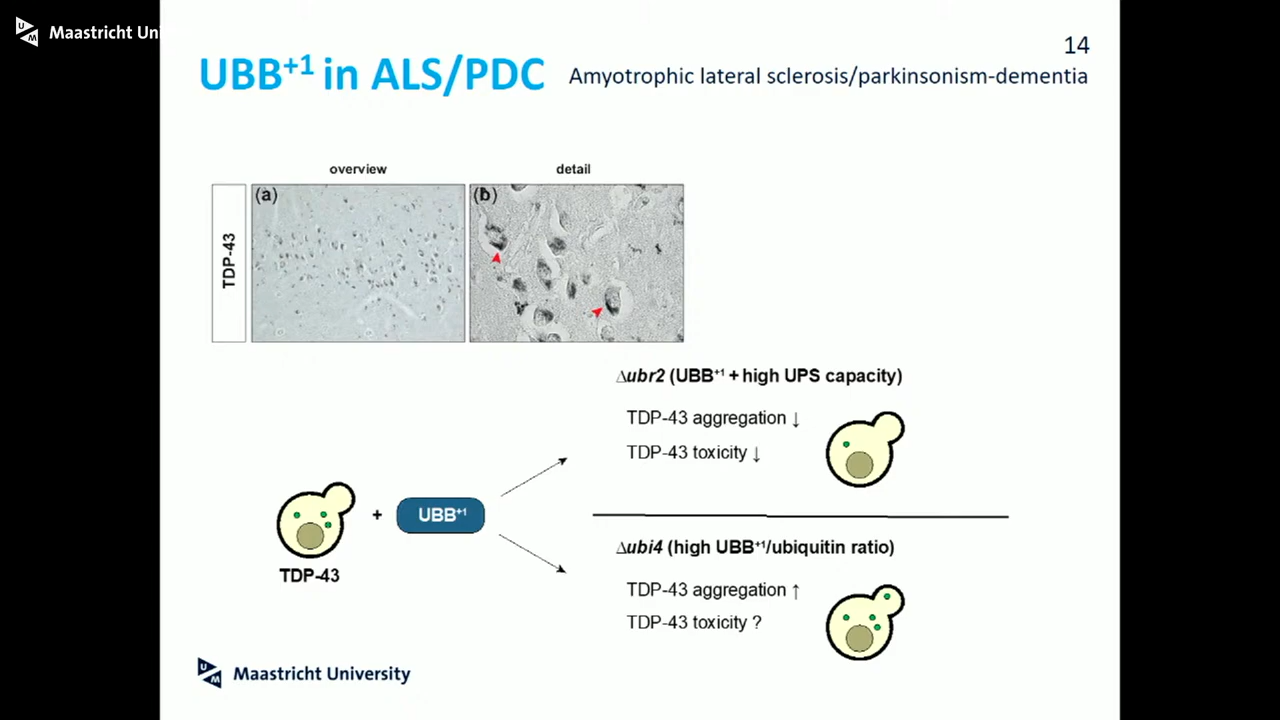 Maastricht Uni
14
UBB⁺¹ in ALS/PDC
Amyotrophic lateral sclerosis/parkinsonism-dementia
overview
detail
TDP-43
(a)
(b)
∆ubr2 (UBB⁺¹ + high UPS capacity)
TDP-43 aggregation ↓
TDP-43 toxicity ↓
+
UBB⁺¹
TDP-43
∆ubi4 (high UBB⁺¹/ubiquitin ratio)
TDP-43 aggregation ↑
TDP-43 toxicity ?
UM Maastricht University